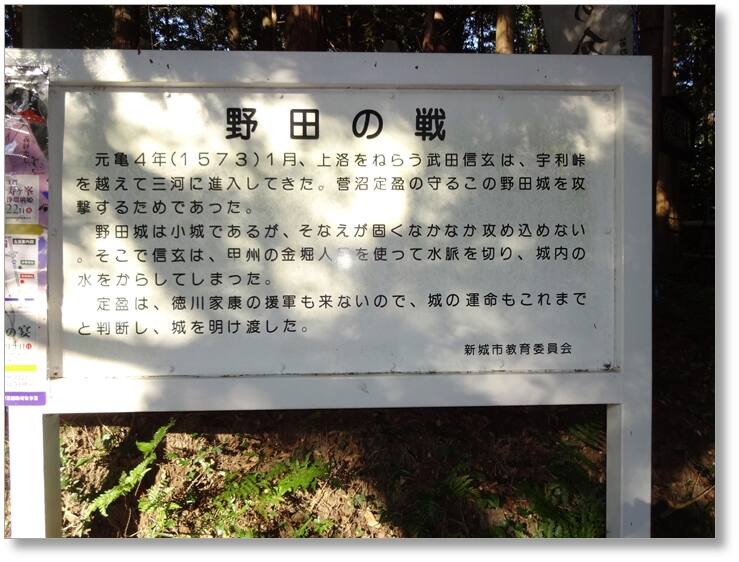 野田の戦
元亀４年(１５７３)１月、上洛をねらう武田信玄は、宇利峠
を越えて三河に進入してきた。菅沼定盈の守るこの野田城を攻
撃するためであった。
野田城は小城であるが、そなえが固くなかなか攻め込めない
。そこで信玄は、甲州の金堀人を使って水脈を切り、城内の
水をからしてしまった。
定盈は、徳川家康の援軍も来ないので、城の運命もこれまで
と判断し、城を明け渡した。
新城市教育委員会
22
の宴